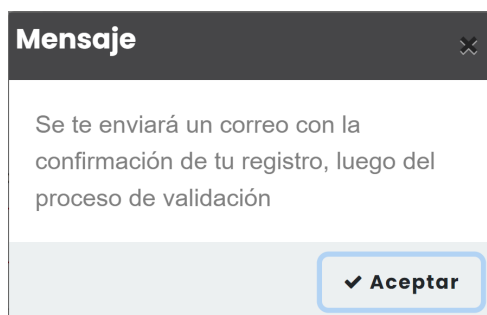 Mensaje
Se te enviará un correo con la
confirmación de tu registro, luego del
proceso de validación
Aceptar